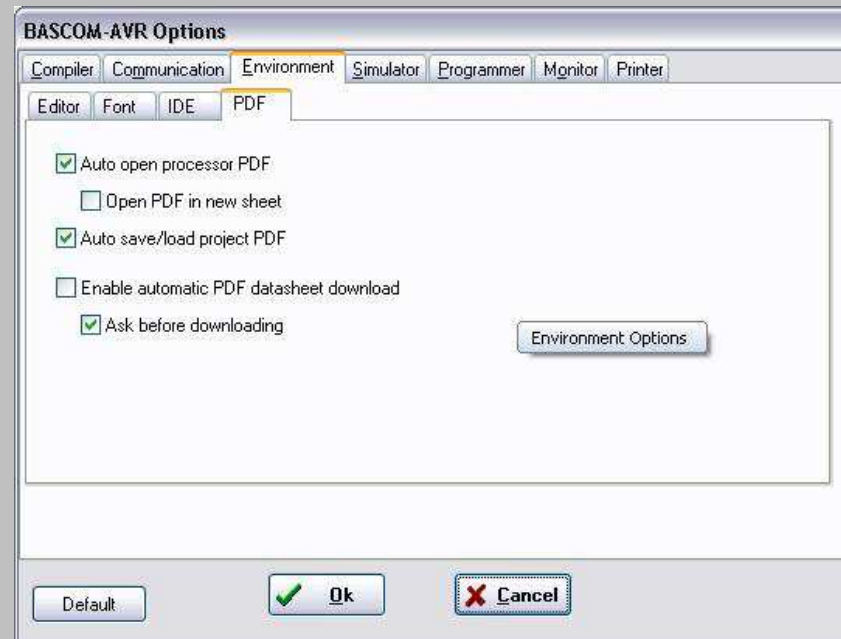 BASCOM-AVR Options
Compiler Communication Environment Simulator Programmer Monitor Printer
Editor Font IDE PDF
Auto open processor PDF
Open PDF in new sheet
Auto save/load project PDF
Enable automatic PDF datasheet download
Ask before downloading
Environment Options
Default Ok Cancel